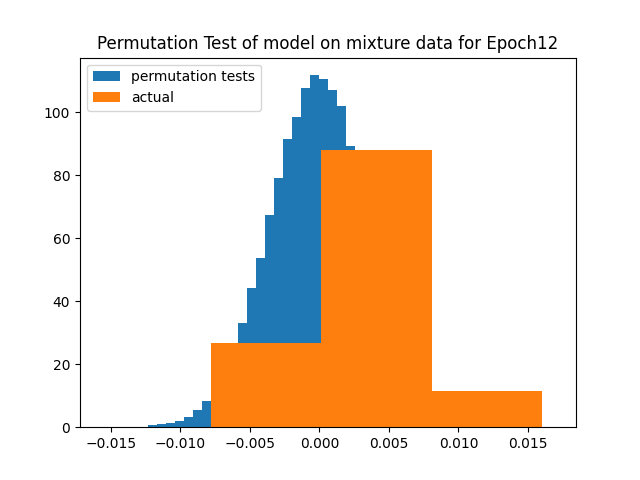 Permutation Test of model on mixture data for Epoch12
permutation tests
actual
100
80
60
40
20
0
−0.015 −0.010 −0.005 0.000 0.005 0.010 0.015